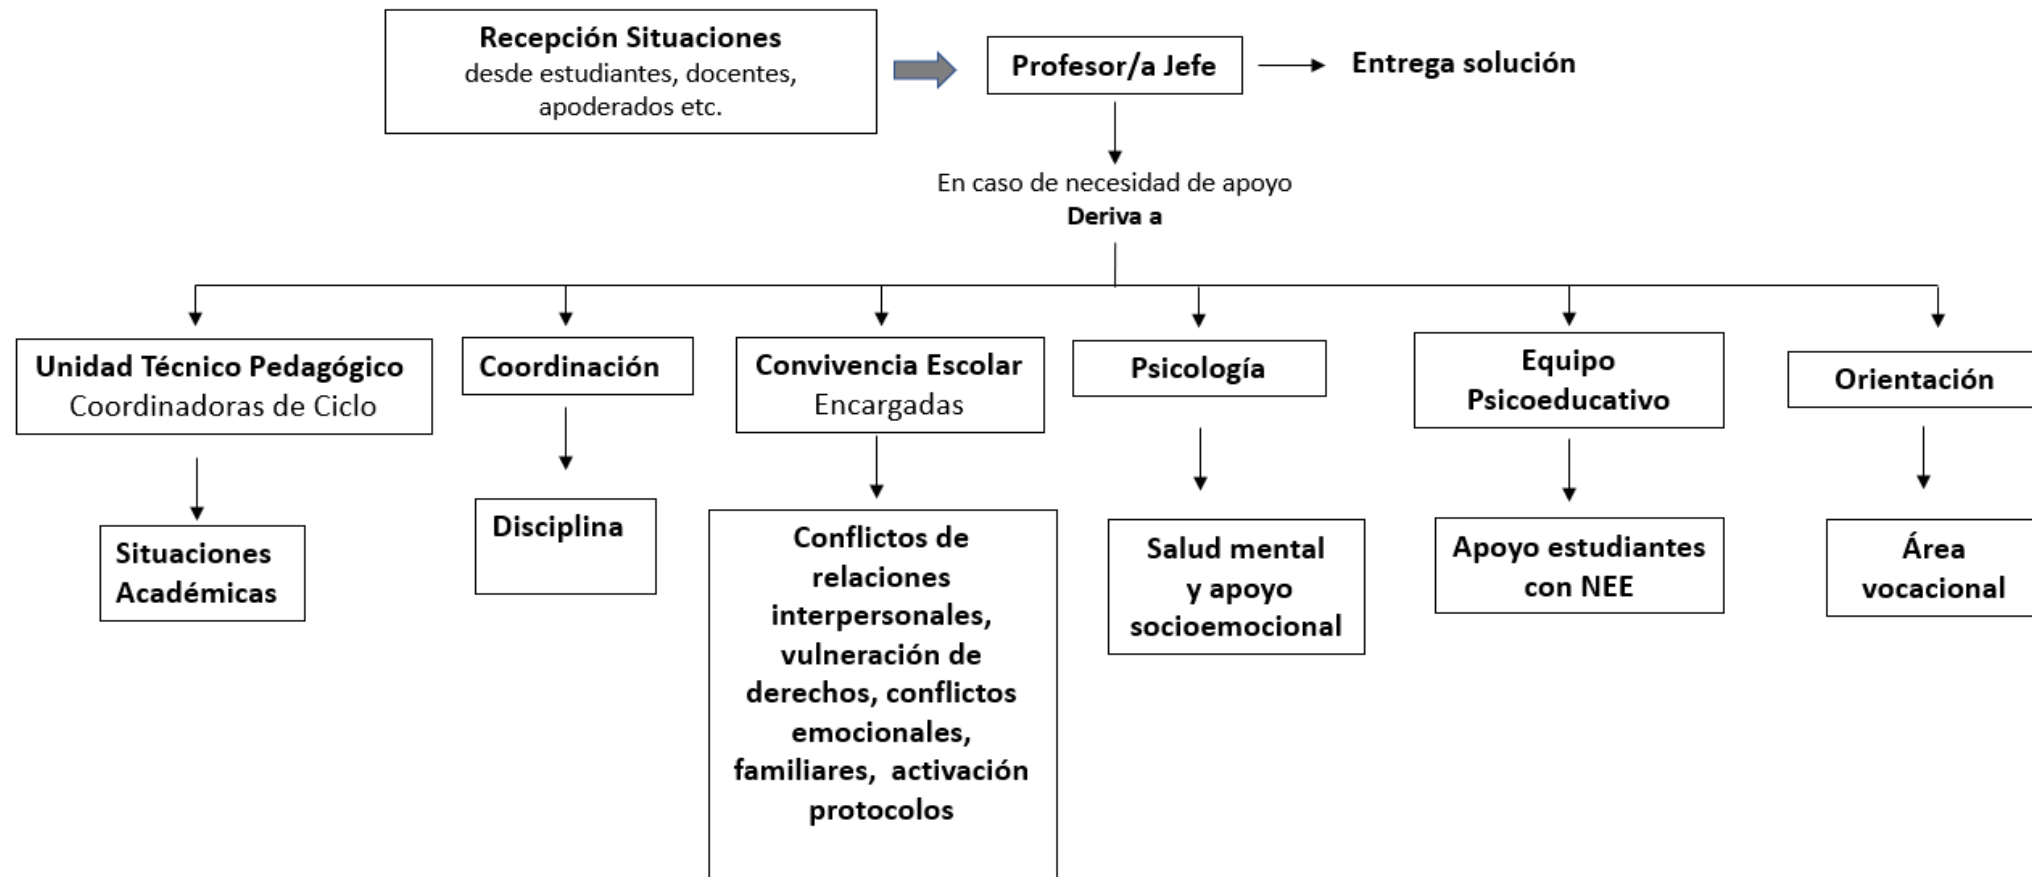 Recepción Situaciones
desde estudiantes, docentes,
apoderados etc.
Profesor/a Jefe
Entrega solución
En caso de necesidad de apoyo
Deriva a
Unidad Técnico Pedagógico
Coordinadoras de Ciclo
Coordinación
Convivencia Escolar
Encargadas
Psicología
Equipo
Psicoeducativo
Orientación
Situaciones
Académicas
Disciplina
Conflictos de
relaciones
interpersonales,
vulneración de
derechos, conflictos
emocionales,
familiares, activación
protocolos
Salud mental
y apoyo
socioemocional
Apoyo estudiantes
con NEE
Área
vocacional